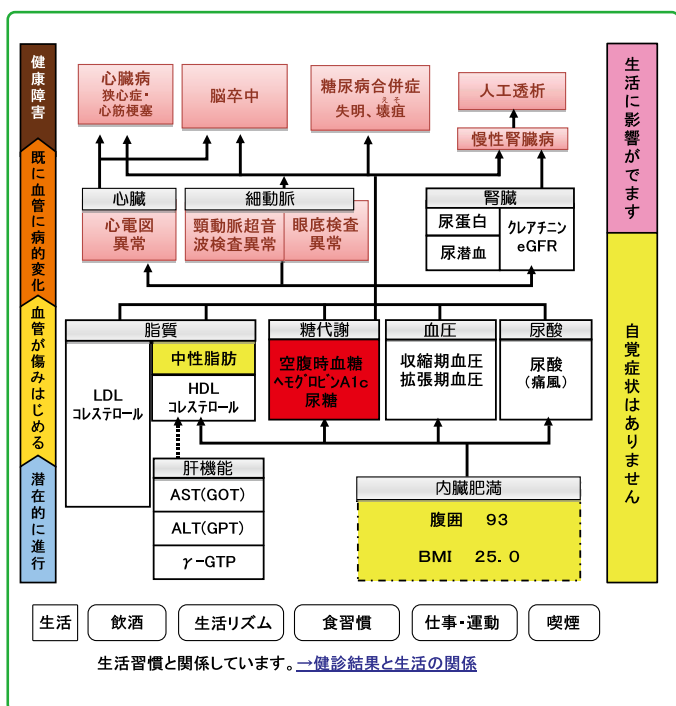 健康障害
既に血管に病的変化
血管が傷みはじめる
潜在的に進行
心臓病
狭心症・
心筋梗塞
脳卒中
糖尿病合併症
えそ
失明、壊疽
人工透析
慢性腎臓病
生活に影響がでます
自覚症状はありません
心臓
心電図
異常
細動脈
頸動脈超音
波検査異常
眼底検査
異常
腎臓
尿蛋白
尿潜血
クレアチニン
eGFR
脂質
LDL
コレステロール
中性脂肪
HDL
コレステロール
糖代謝
空腹時血糖
ヘモグロビンA1c
尿糖
血圧
収縮期血圧
拡張期血圧
尿酸
尿酸
(痛風)
肝機能
AST(GOT)
ALT(GPT)
γ-GTP
内臓肥満
腹囲 93
BMI 25.0
生活
飲酒
生活リズム
食習慣
仕事・運動
喫煙
生活習慣と関係しています。→健診結果と生活の関係